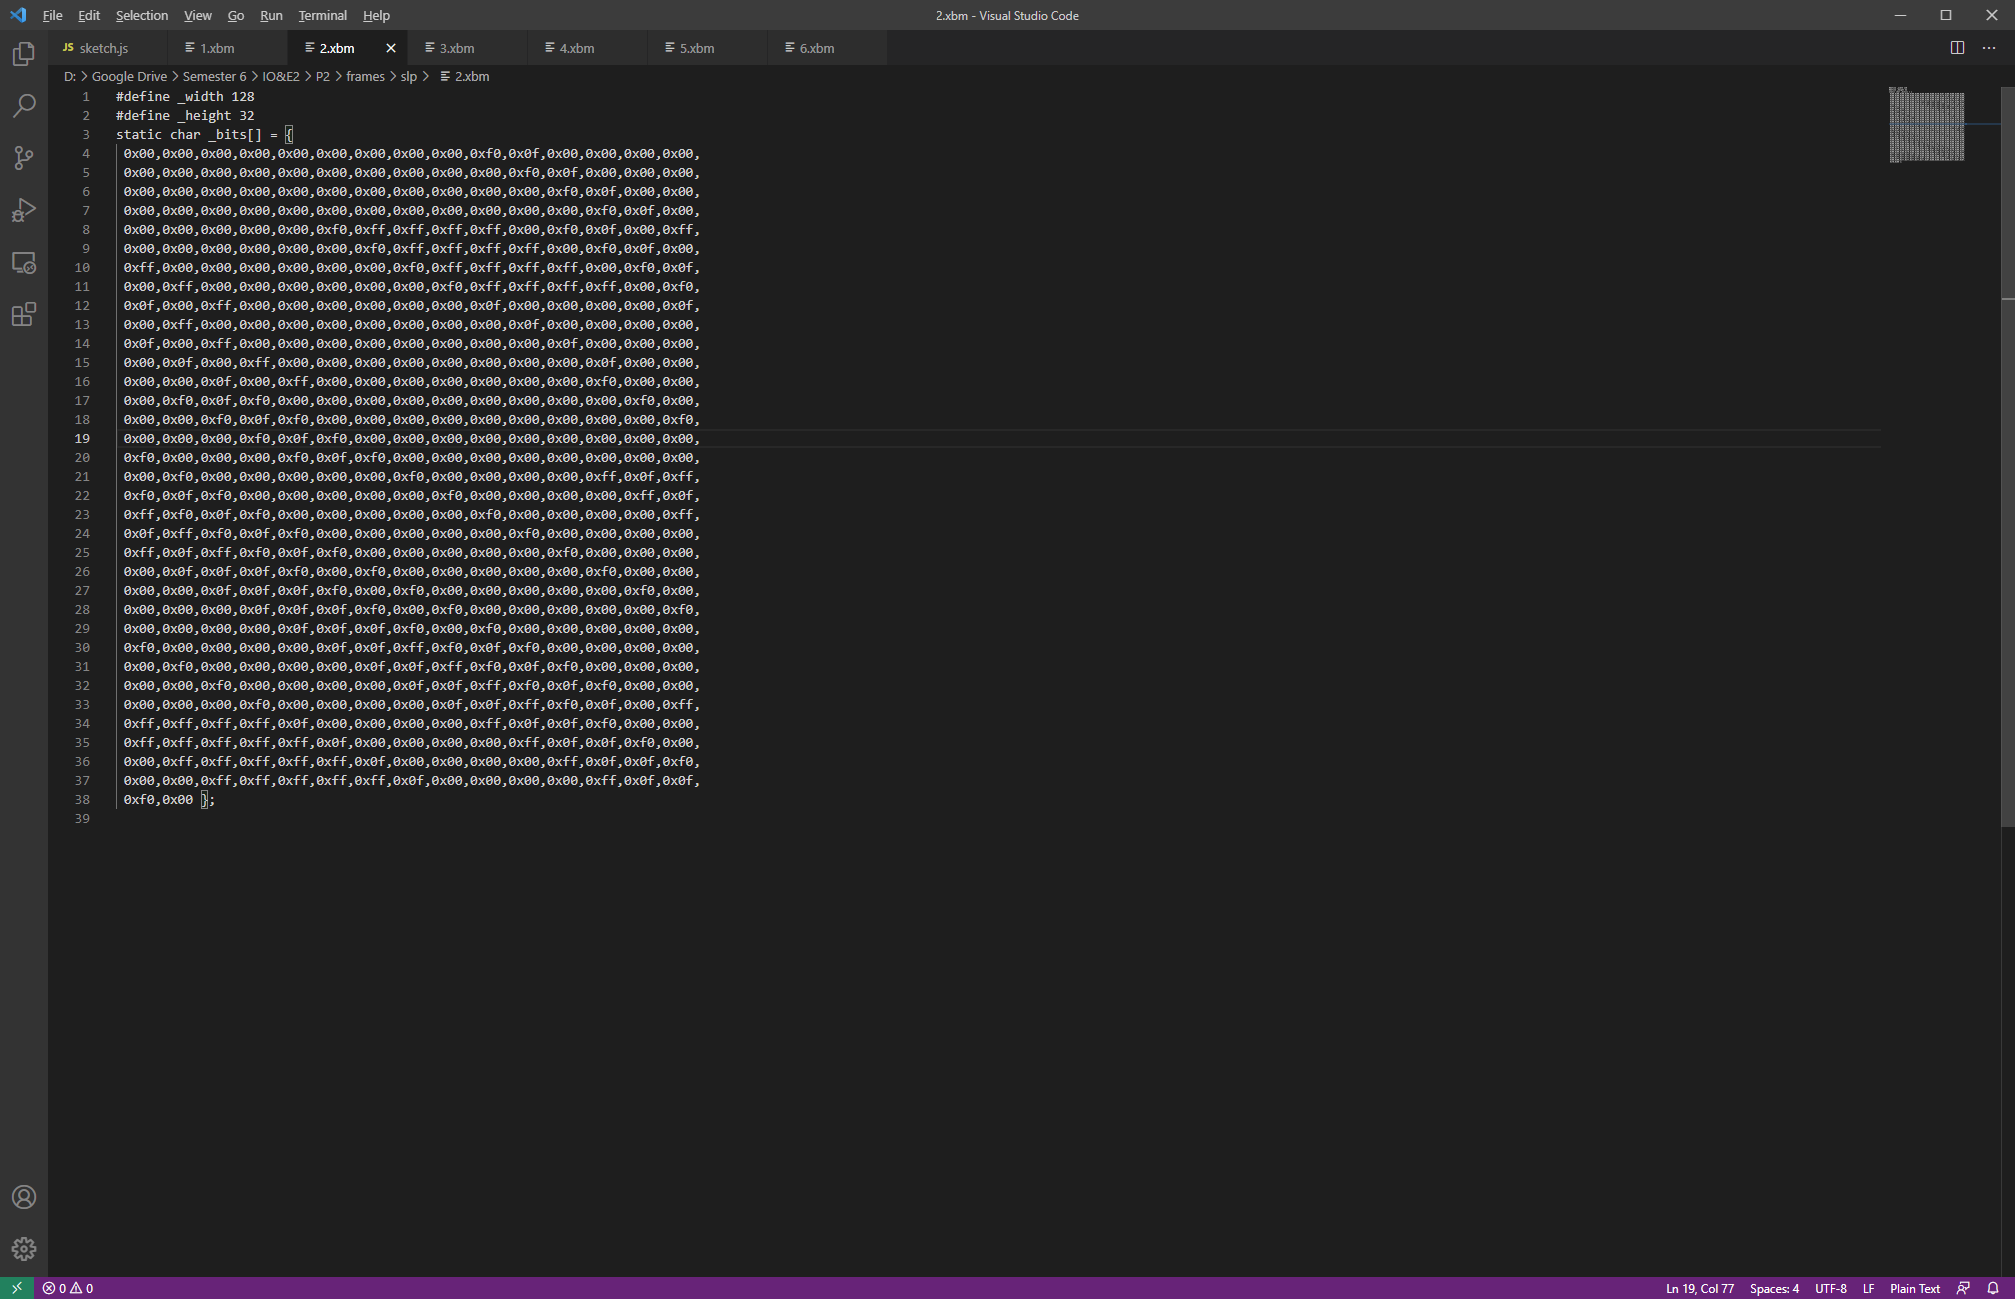 File Edit Selection View Go Run Terminal Help
2.xbm - Visual Studio Code
JS sketch.js 1.xbm 2.xbm 3.xbm 4.xbm 5.xbm 6.xbm
D: > Google Drive > Semester 6 > IO&E2 > P2 > frames > slp > 2.xbm
1 #define _width 128
2 #define _height 32
3 static char _bits[] = {
4 0x00,0x00,0x00,0x00,0x00,0x00,0x00,0x00,0x00,0xf0,0x0f,0x00,0x00,0x00,0x00,
5 0x00,0x00,0x00,0x00,0x00,0x00,0x00,0x00,0x00,0x00,0xf0,0x0f,0x00,0x00,0x00,
6 0x00,0x00,0x00,0x00,0x00,0x00,0x00,0x00,0x00,0x00,0x00,0xf0,0x0f,0x00,0x00,
7 0x00,0x00,0x00,0x00,0x00,0x00,0x00,0x00,0x00,0x00,0x00,0x00,0xf0,0x0f,0x00,
8 0x00,0x00,0x00,0x00,0x00,0xf0,0xff,0xff,0xff,0xff,0x00,0xf0,0x0f,0x00,0xff,
9 0x00,0x00,0x00,0x00,0x00,0x00,0xf0,0xff,0xff,0xff,0xff,0x00,0xf0,0x0f,0x00,
10 0xff,0x00,0x00,0x00,0x00,0x00,0x00,0xf0,0xff,0xff,0xff,0xff,0x00,0xf0,0x0f,
11 0x00,0xff,0x00,0x00,0x00,0x00,0x00,0x00,0xf0,0xff,0xff,0xff,0xff,0x00,0xf0,
12 0x0f,0x00,0xff,0x00,0x00,0x00,0x00,0x00,0x00,0x0f,0x00,0x00,0x00,0x00,0x0f,
13 0x00,0xff,0x00,0x00,0x00,0x00,0x00,0x00,0x00,0x00,0x0f,0x00,0x00,0x00,0x00,
14 0x0f,0x00,0xff,0x00,0x00,0x00,0x00,0x00,0x00,0x00,0x00,0x0f,0x00,0x00,0x00,
15 0x00,0x0f,0x00,0xff,0x00,0x00,0x00,0x00,0x00,0x00,0x00,0x00,0x0f,0x00,0x00,
16 0x00,0x00,0x0f,0x00,0xff,0x00,0x00,0x00,0x00,0x00,0x00,0x00,0xf0,0x00,0x00,
17 0x00,0xf0,0x0f,0xf0,0x00,0x00,0x00,0x00,0x00,0x00,0x00,0x00,0x00,0xf0,0x00,
18 0x00,0x00,0xf0,0x0f,0xf0,0x00,0x00,0x00,0x00,0x00,0x00,0x00,0x00,0x00,0xf0,
19 0x00,0x00,0x00,0xf0,0x0f,0xf0,0x00,0x00,0x00,0x00,0x00,0x00,0x00,0x00,0x00,
20 0xf0,0x00,0x00,0x00,0xf0,0x0f,0xf0,0x00,0x00,0x00,0x00,0x00,0x00,0x00,0x00,
21 0x00,0xf0,0x00,0x00,0x00,0x00,0x00,0xf0,0x00,0x00,0x00,0x00,0xff,0x0f,0xff,
22 0xf0,0x0f,0xf0,0x00,0x00,0x00,0x00,0x00,0xf0,0x00,0x00,0x00,0x00,0xff,0x0f,
23 0xff,0xf0,0x0f,0xf0,0x00,0x00,0x00,0x00,0x00,0xf0,0x00,0x00,0x00,0x00,0xff,
24 0x0f,0xff,0xf0,0x0f,0xf0,0x00,0x00,0x00,0x00,0x00,0xf0,0x00,0x00,0x00,0x00,
25 0xff,0x0f,0xff,0xf0,0x0f,0xf0,0x00,0x00,0x00,0x00,0x00,0xf0,0x00,0x00,0x00,
26 0x00,0x0f,0x0f,0x0f,0xf0,0x00,0xf0,0x00,0x00,0x00,0x00,0x00,0xf0,0x00,0x00,
27 0x00,0x00,0x0f,0x0f,0x0f,0xf0,0x00,0xf0,0x00,0x00,0x00,0x00,0x00,0xf0,0x00,
28 0x00,0x00,0x00,0x0f,0x0f,0x0f,0xf0,0x00,0xf0,0x00,0x00,0x00,0x00,0x00,0xf0,
29 0x00,0x00,0x00,0x00,0x0f,0x0f,0x0f,0xf0,0x00,0xf0,0x00,0x00,0x00,0x00,0x00,
30 0xf0,0x00,0x00,0x00,0x00,0x0f,0x0f,0xff,0xf0,0x0f,0xf0,0x00,0x00,0x00,0x00,
31 0x00,0xf0,0x00,0x00,0x00,0x00,0x0f,0x0f,0xff,0xf0,0x0f,0xf0,0x00,0x00,0x00,
32 0x00,0x00,0xf0,0x00,0x00,0x00,0x00,0x0f,0x0f,0xff,0xf0,0x0f,0xf0,0x00,0x00,
33 0x00,0x00,0x00,0xf0,0x00,0x00,0x00,0x00,0x0f,0x0f,0xff,0xf0,0x0f,0x00,0xff,
34 0xff,0xff,0xff,0xff,0x0f,0x00,0x00,0x00,0x00,0xff,0x0f,0x0f,0xf0,0x00,0x00,
35 0xff,0xff,0xff,0xff,0xff,0x0f,0x00,0x00,0x00,0x00,0xff,0x0f,0x0f,0xf0,0x00,
36 0x00,0xff,0xff,0xff,0xff,0xff,0x0f,0x00,0x00,0x00,0x00,0xff,0x0f,0x0f,0xf0,
37 0x00,0x00,0xff,0xff,0xff,0xff,0xff,0x0f,0x00,0x00,0x00,0x00,0xff,0x0f,0x0f,
38 0xf0,0x00 };
39
0 0 Ln 19, Col 77 Spaces: 4 UTF-8 LF Plain Text